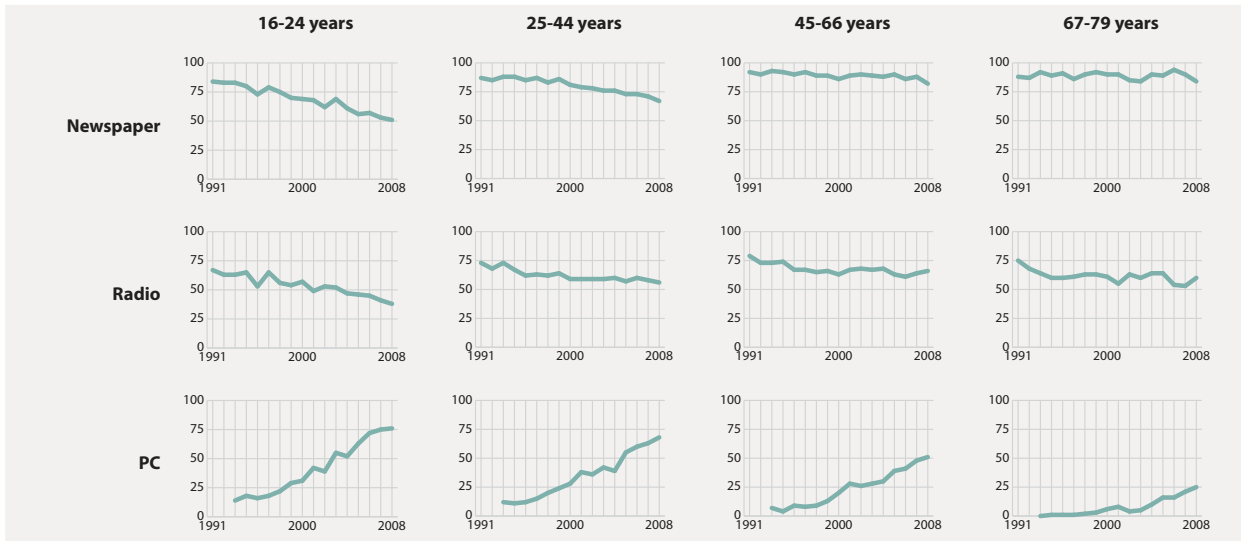 16-24 years 25-44 years 45-66 years 67-79 years
100 100 100 100
75 75 75 75
Newspaper 50 50 50 50
25 25 25 25
0 0 0 0
1991 2000 2008 1991 2000 2008 1991 2000 2008 1991 2000 2008
100 100 100 100
75 75 75 75
Radio 50 50 50 50
25 25 25 25
0 0 0 0
1991 2000 2008 1991 2000 2008 1991 2000 2008 1991 2000 2008
100 100 100 100
75 75 75 75
PC 50 50 50 50
25 25 25 25
0 0 0 0
1991 2000 2008 1991 2000 2008 1991 2000 2008 1991 2000 2008